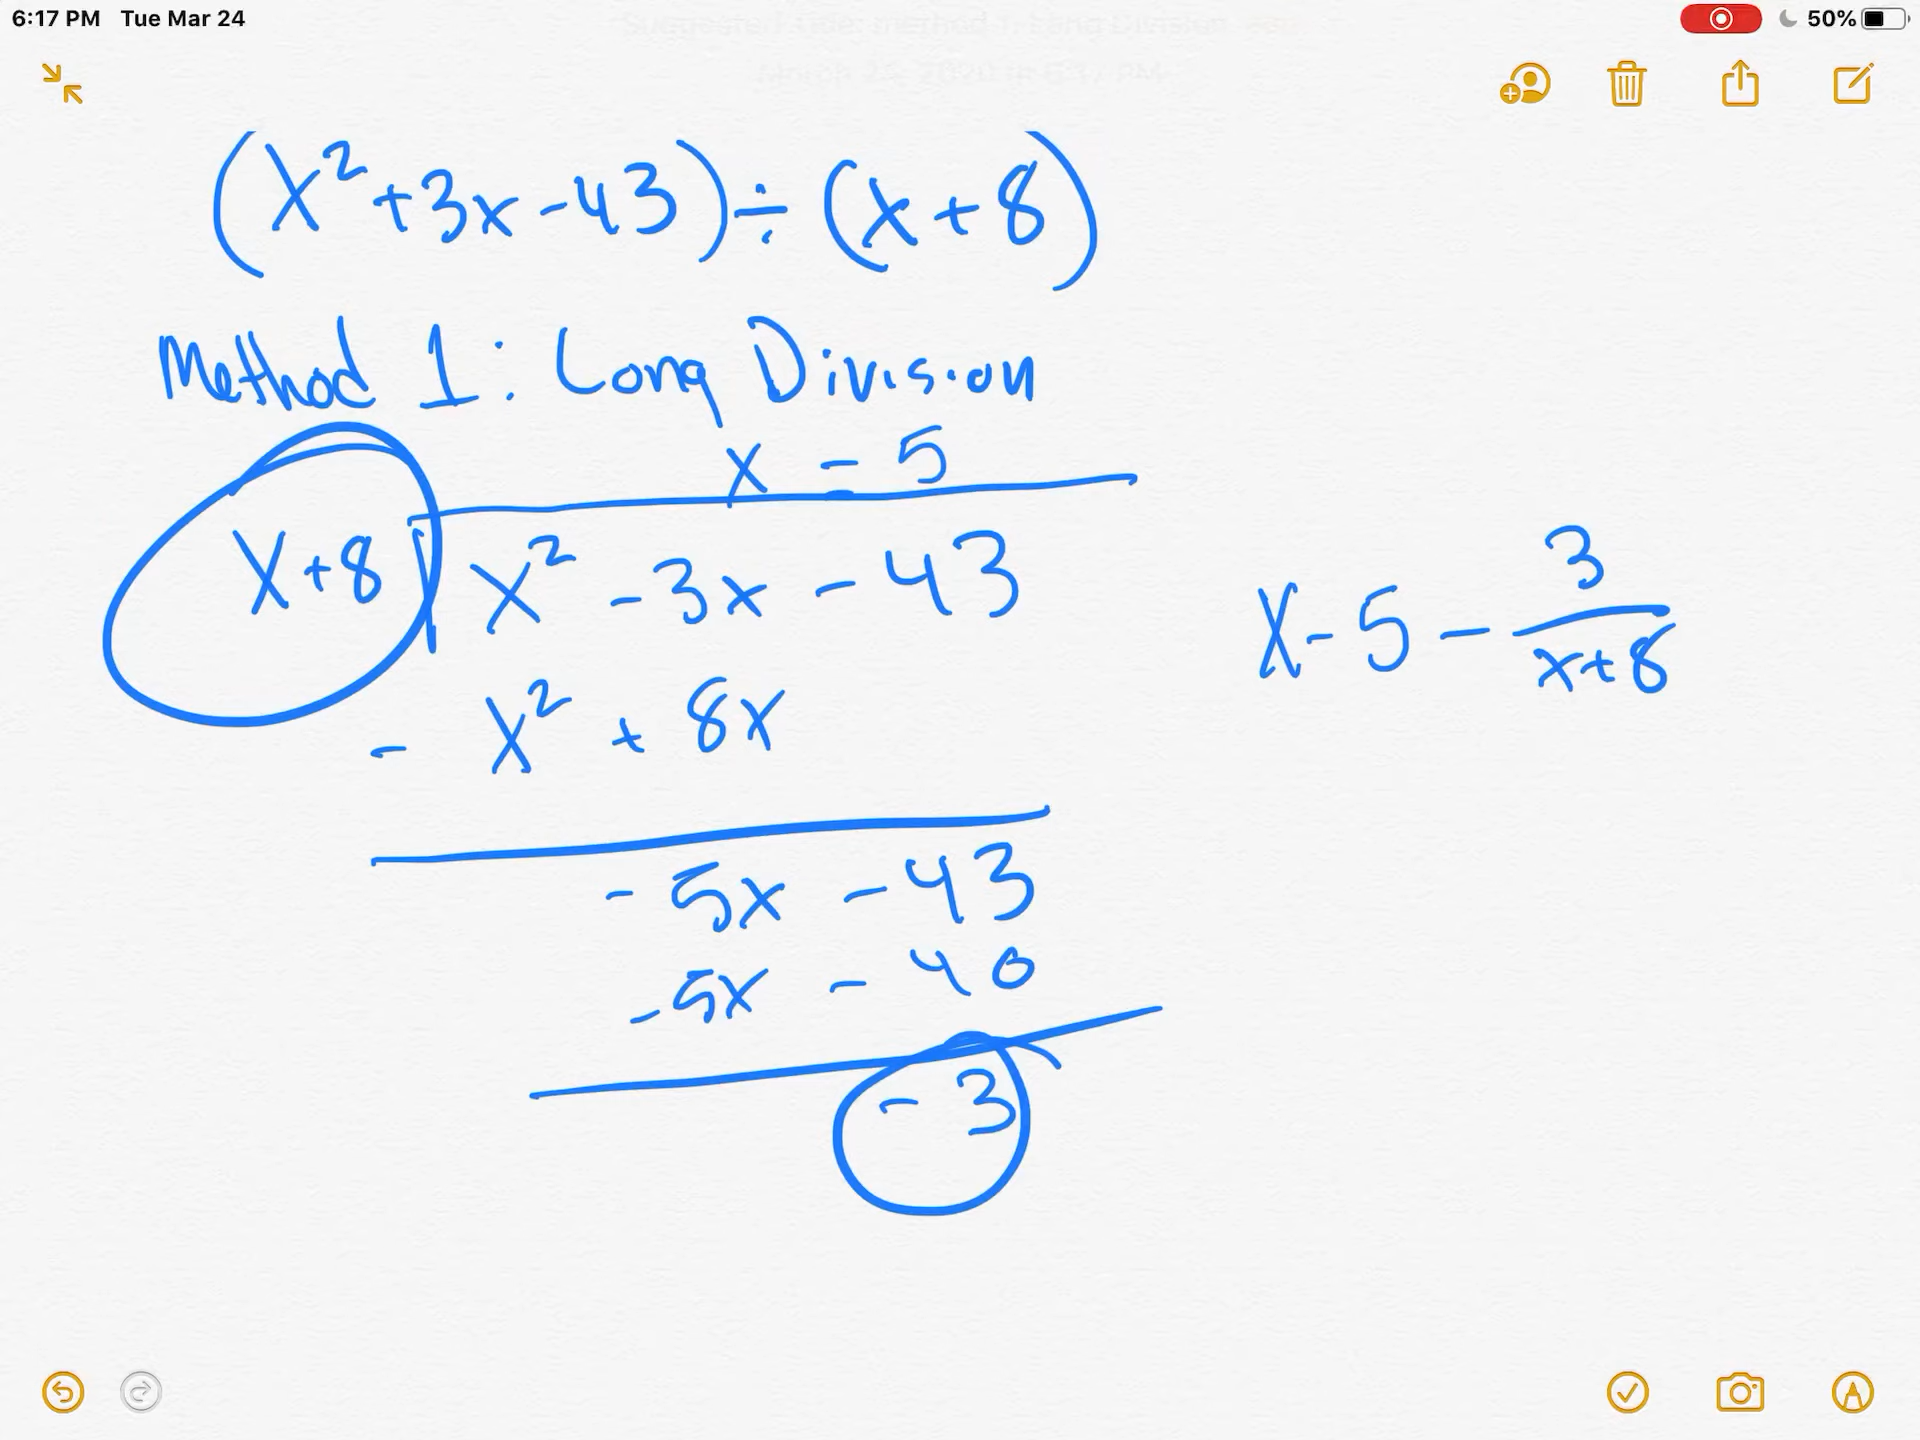 6:17 PM Tue Mar 24
50%
(x² + 3x - 43) ÷ (x + 8)
Method 1: Long Division
x - 5
x+8 x² - 3x - 43
- x² + 8x
-5x - 43
-5x - 40
-3
x - 5 - 3/(x+8)